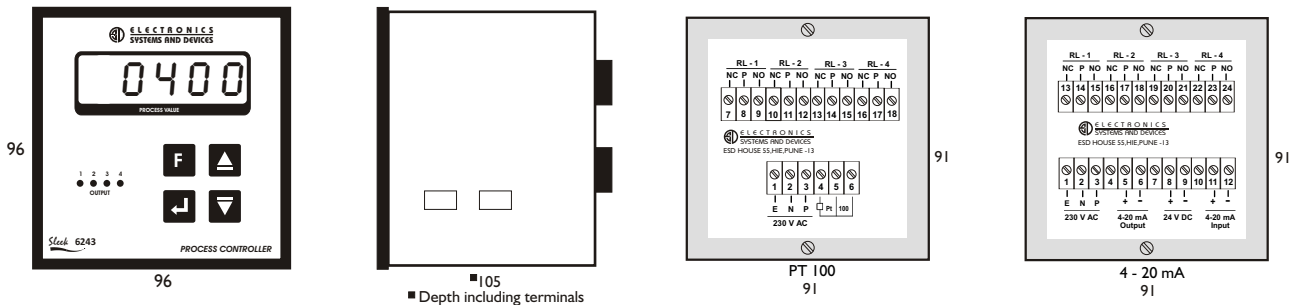 ESD ELECTRONICS
SYSTEMS AND DEVICES
0400
PROCESS VALUE
F
1 2 3 4
OUTPUT
Sleek 6243
PROCESS CONTROLLER
96
96
■105
■ Depth including terminals
RL - 1 RL - 2 RL - 3 RL - 4
NC P NO NC P NO NC P NO NC P NO
7 8 9 10 11 12 13 14 15 16 17 18
ESD ELECTRONICS
SYSTEMS AND DEVICES
ESD HOUSE 55,HIE,PUNE -13
1 2 3 4 5 6
E N P Pt 100
230 V AC
91
PT 100
91
RL - 1 RL - 2 RL - 3 RL - 4
NC P NO NC P NO NC P NO NC P NO
13 14 15 16 17 18 19 20 21 22 23 24
ESD ELECTRONICS
SYSTEMS AND DEVICES
ESD HOUSE 55,HIE,PUNE -13
1 2 3 4 5 6 7 8 9 10 11 12
E N P + - + - + -
230 V AC 4-20 mA 24 V DC 4-20 mA
Output Input
91
4 - 20 mA
91